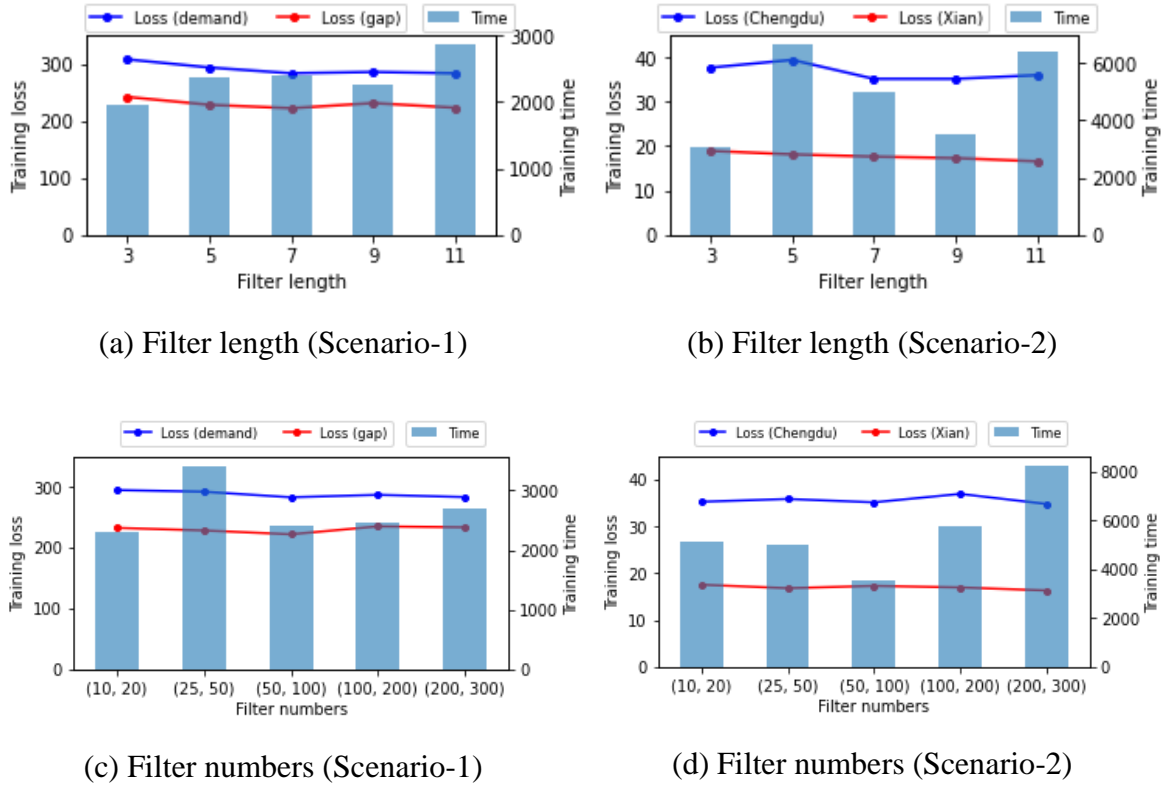 Loss (demand) Loss (gap) Time
Training loss
300
200
100
0
3000
2000
1000
0
Training time
3 5 7 9 11
Filter length
(a) Filter length (Scenario-1)
Loss (Chengdu) Loss (Xian) Time
Training loss
40
30
20
10
0
6000
4000
2000
0
Training time
3 5 7 9 11
Filter length
(b) Filter length (Scenario-2)
Loss (demand) Loss (gap) Time
Training loss
300
200
100
0
3000
2000
1000
0
Training time
(10, 20) (25, 50) (50, 100) (100, 200) (200, 300)
Filter numbers
(c) Filter numbers (Scenario-1)
Loss (Chengdu) Loss (Xian) Time
Training loss
40
30
20
10
0
8000
6000
4000
2000
0
Training time
(10, 20) (25, 50) (50, 100) (100, 200) (200, 300)
Filter numbers
(d) Filter numbers (Scenario-2)